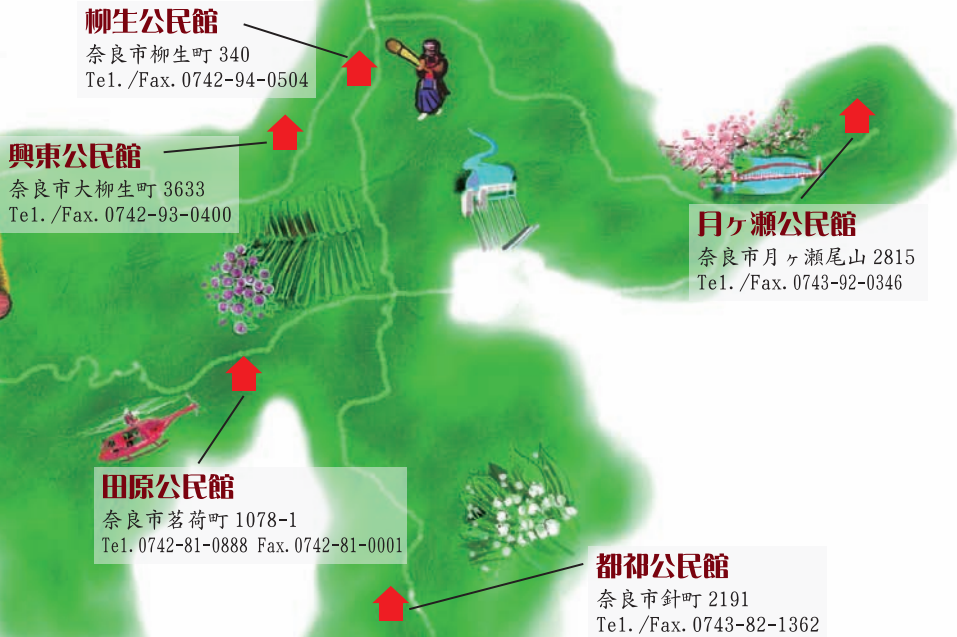 柳生公民館
奈良市柳生町 340
Tel./Fax.0742-94-0504
興東公民館
奈良市大柳生町 3633
Tel./Fax.0742-93-0400
月ヶ瀬公民館
奈良市月ヶ瀬尾山 2815
Tel./Fax.0743-92-0346
田原公民館
奈良市茗荷町 1078-1
Tel.0742-81-0888 Fax.0742-81-0001
都祁公民館
奈良市針町 2191
Tel./Fax.0743-82-1362